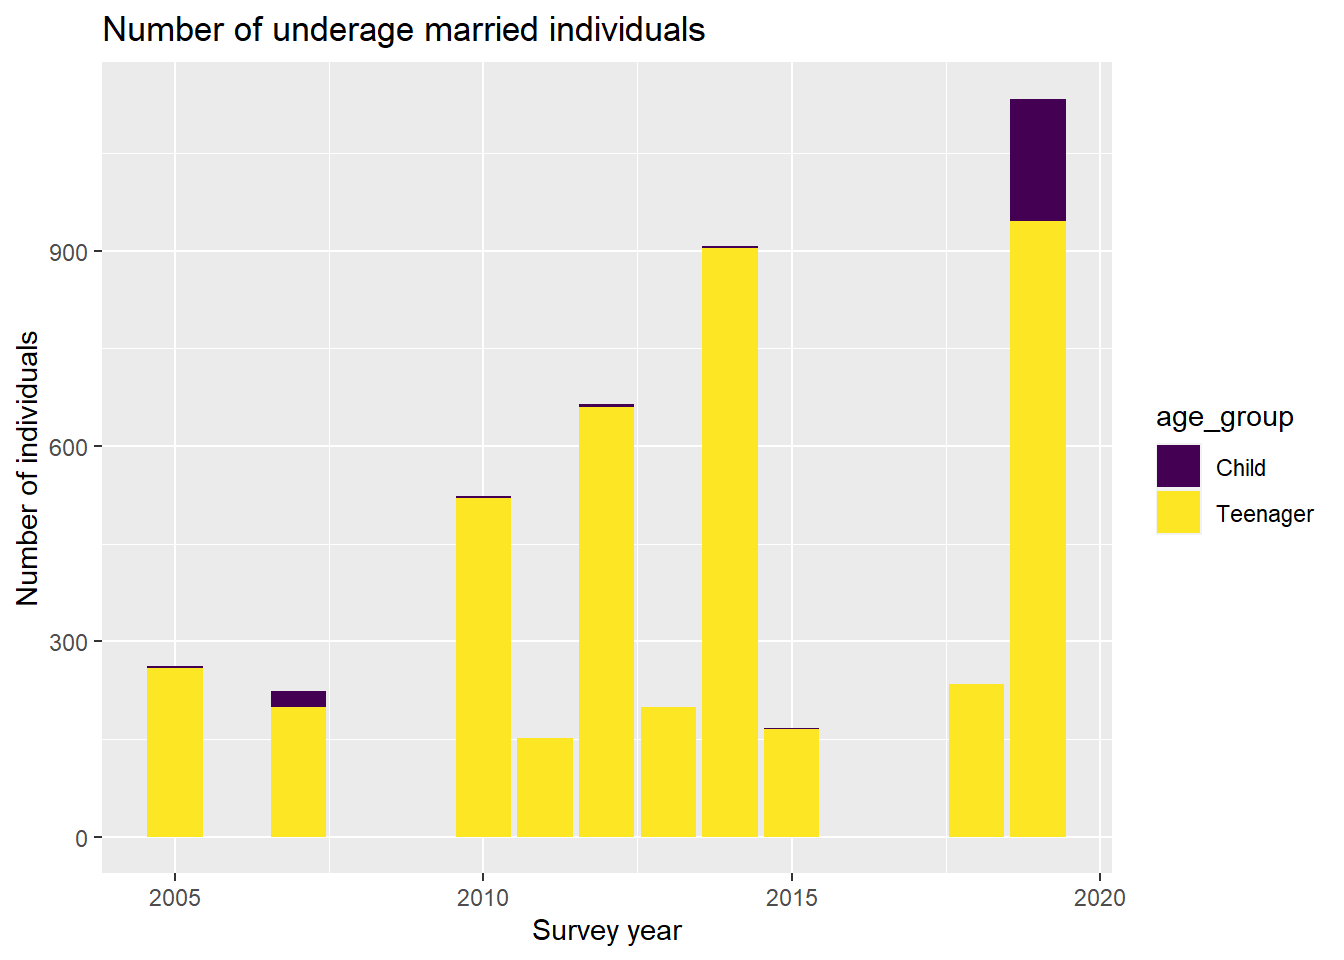 Number of underage married individuals
Number of individuals
900
600
300
0
2005
2010
2015
2020
Survey year
age_group
Child
Teenager